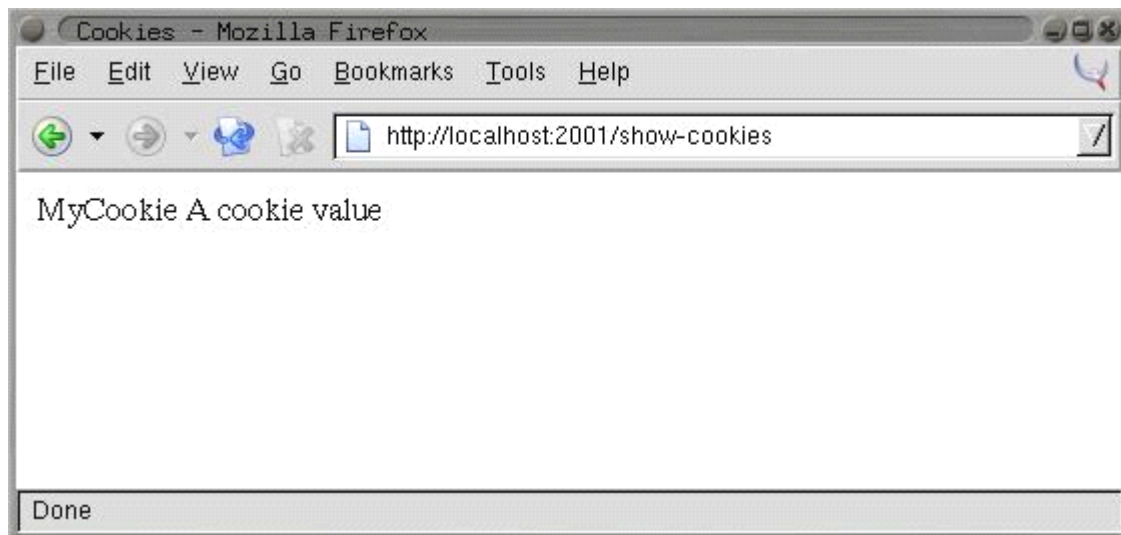 Cookies - Mozilla Firefox
File Edit View Go Bookmarks Tools Help
http://localhost:2001/show-cookies
MyCookie A cookie value
Done